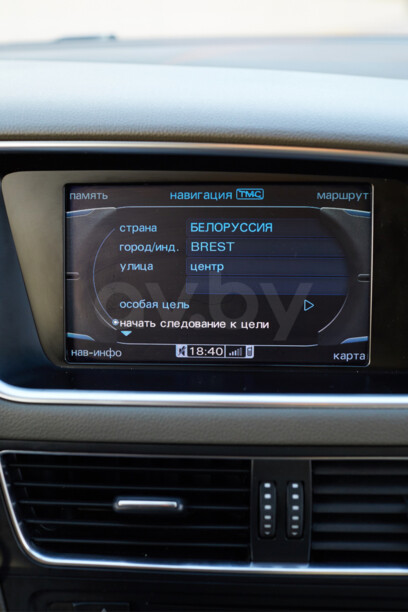 память навигация TMC маршрут
страна БЕЛОРУССИЯ
город/инд. BREST
улица центр
особая цель
начать следование к цели
нав-инфо 18:40 карта
av.by